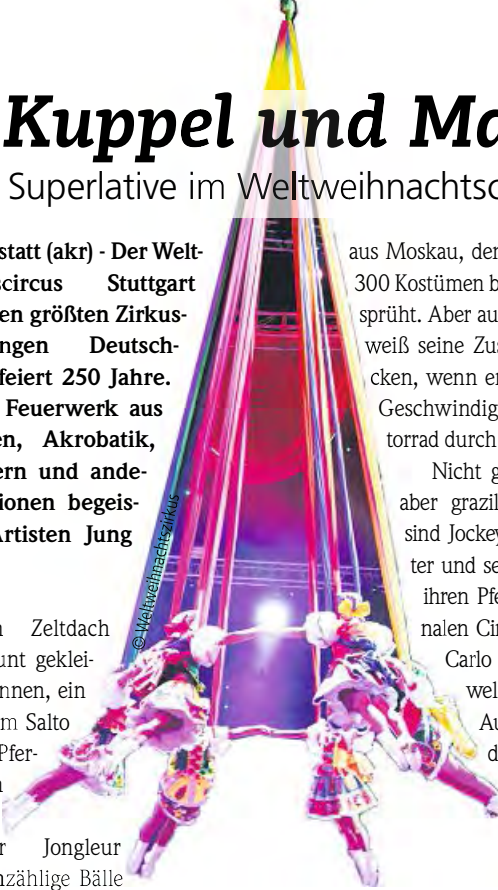 Kuppel und Ma
Superlative im Weltweihnachtsc
statt (akr) - Der Welt-
scircus Stuttgart
en größten Zirkus-
ngen Deutsch-
feiert 250 Jahre.
Feuerwerk aus
en, Akrobatik,
ern und ande-
ionen begeis-
Artisten Jung
Zeltdach
unt geklei-
nnen, ein
m Salto
Pfer-
r Jongleur
nzählige Bälle
© Weltweihnachtszirkus
aus Moskau, der
300 Kostümen b
sprüht. Aber au
weiß seine Zus
cken, wenn er
Geschwindig
torrad durch
Nicht g
aber grazil
sind Jockey
ter und se
ihren Pfe
nalen Cir
Carlo
wel
Au
d